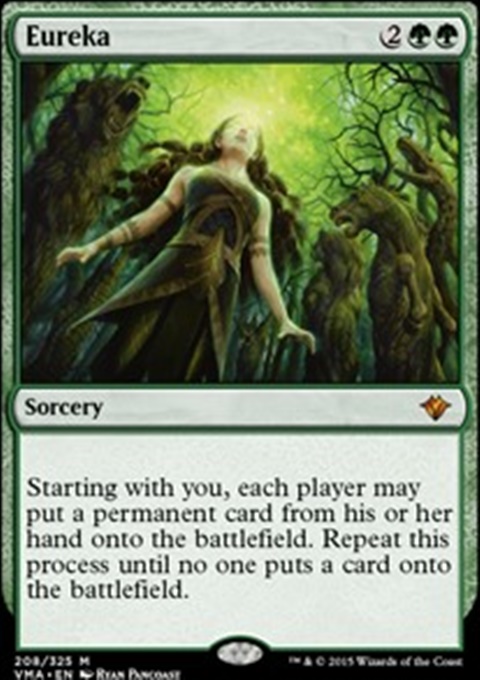 Eureka 2
Sorcery
Starting with you, each player may
put a permanent card from his or her
hand onto the battlefield. Repeat this
process until no one puts a card onto
the battlefield.
208/325 M ™ & © 2015 Wizards of the Coast
VMA • EN Ryan Pancoast